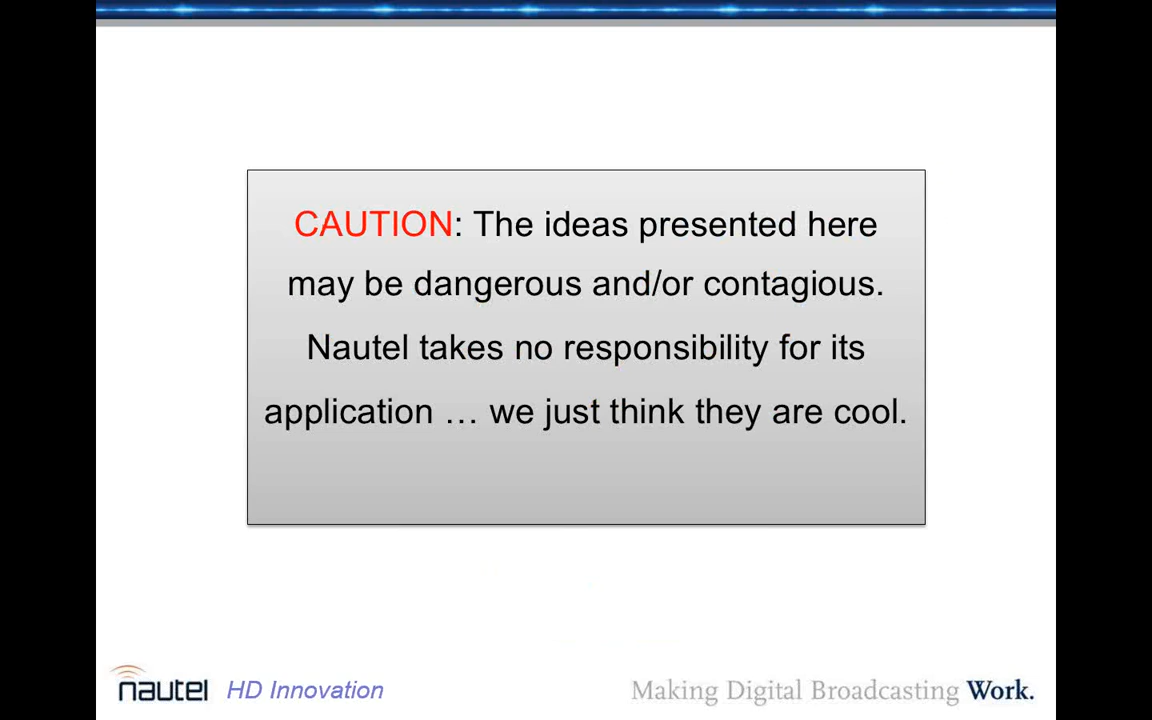 CAUTION: The ideas presented here
may be dangerous and/or contagious.
Nautel takes no responsibility for its
application … we just think they are cool.
nautel HD Innovation
Making Digital Broadcasting Work.